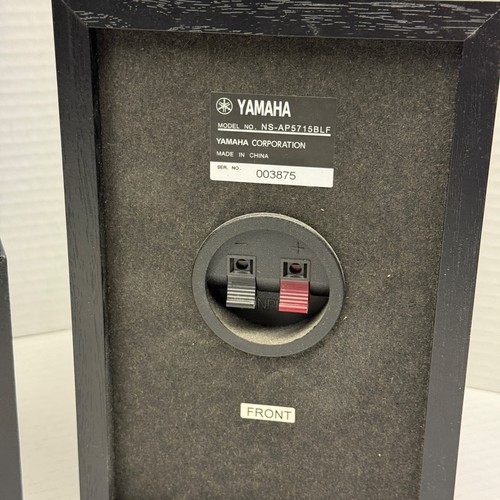 YAMAHA
MODEL NO. NS-AP5715BLF
YAMAHA CORPORATION
MADE IN CHINA
SER. NO. 003875
− +
FRONT